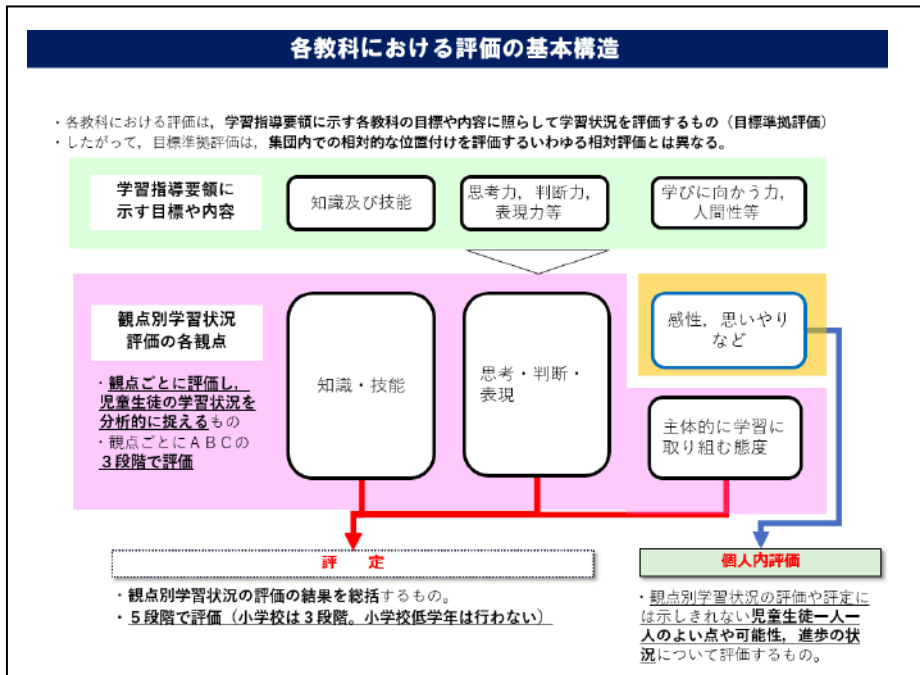 各教科における評価の基本構造
・各教科における評価は，学習指導要領に示す各教科の目標や内容に照らして学習状況を評価するもの（目標準拠評価）
・したがって，目標準拠評価は，集団内での相対的な位置付けを評価するいわゆる相対評価とは異なる。
学習指導要領に
示す目標や内容
知識及び技能
思考力，判断力，
表現力等
学びに向かう力，
人間性等
観点別学習状況
評価の各観点
・観点ごとに評価し，
児童生徒の学習状況を
分析的に捉えるもの
・観点ごとにＡＢＣの
３段階で評価
知識・技能
思考・判断・
表現
感性，思いやり
など
主体的に学習に
取り組む態度
評　定
・観点別学習状況の評価の結果を総括するもの。
・５段階で評価（小学校は３段階。小学校低学年は行わない）
個人内評価
・観点別学習状況の評価や評定に
は示しきれない児童生徒一人一
人のよい点や可能性，進歩の状
況について評価するもの。